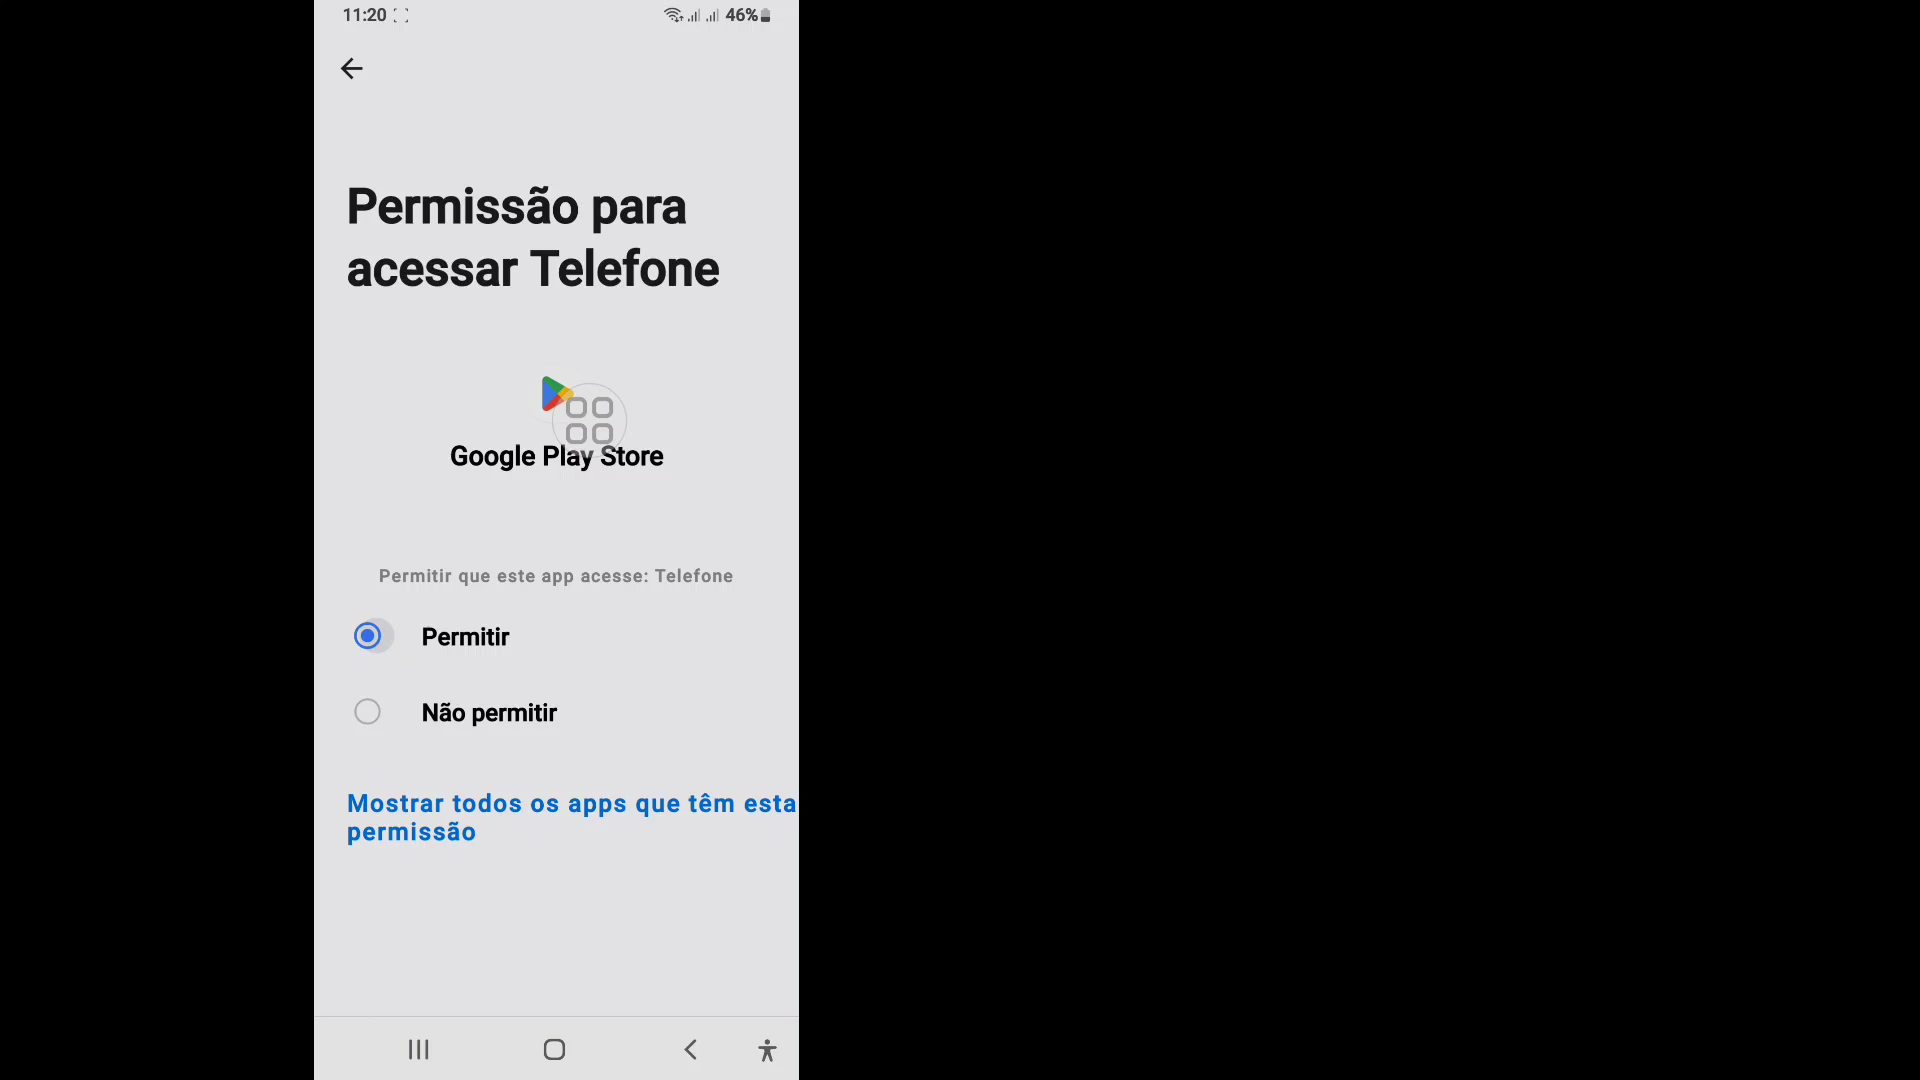 11:20
46%
Permissão para
acessar Telefone
Google Play Store
Permitir que este app acesse: Telefone
Permitir
Não permitir
Mostrar todos os apps que têm esta
permissão